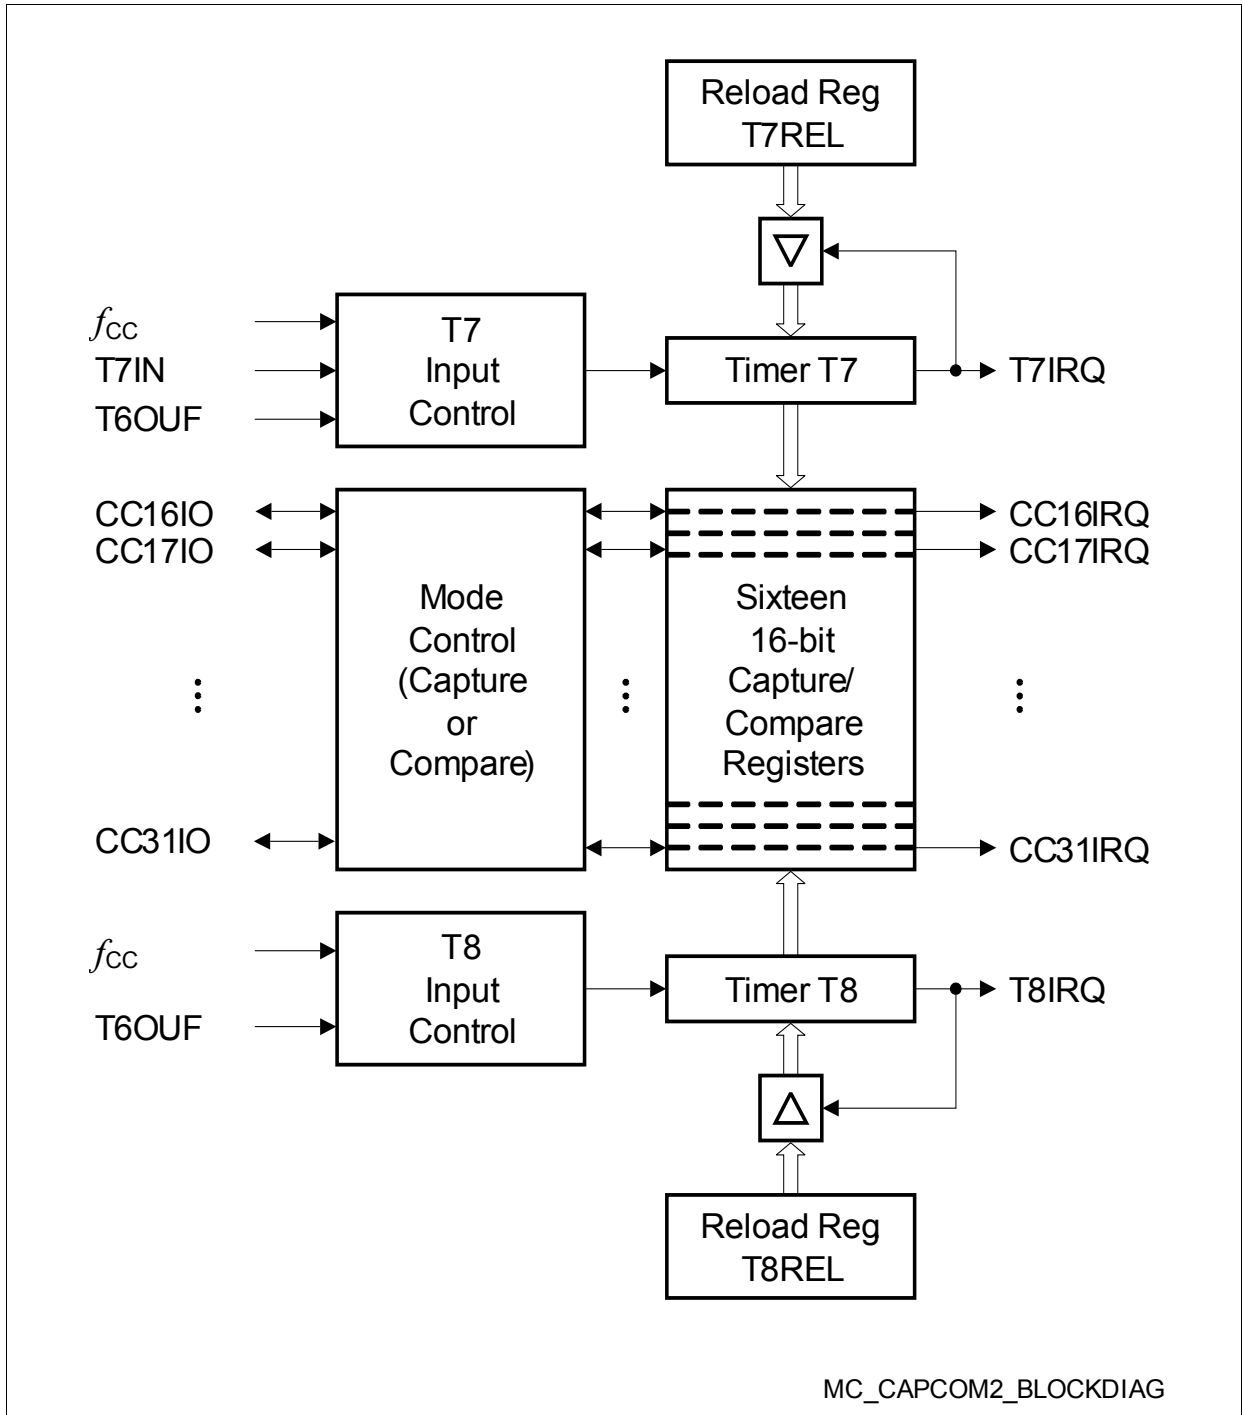 Reload Reg
T7REL
fCC
T7IN
T6OUF
T7
Input
Control
Timer T7
T7IRQ
CC16IO
CC17IO
CC31IO
Mode
Control
(Capture
or
Compare)
Sixteen
16-bit
Capture/
Compare
Registers
CC16IRQ
CC17IRQ
CC31IRQ
fCC
T6OUF
T8
Input
Control
Timer T8
T8IRQ
Reload Reg
T8REL
MC_CAPCOM2_BLOCKDIAG